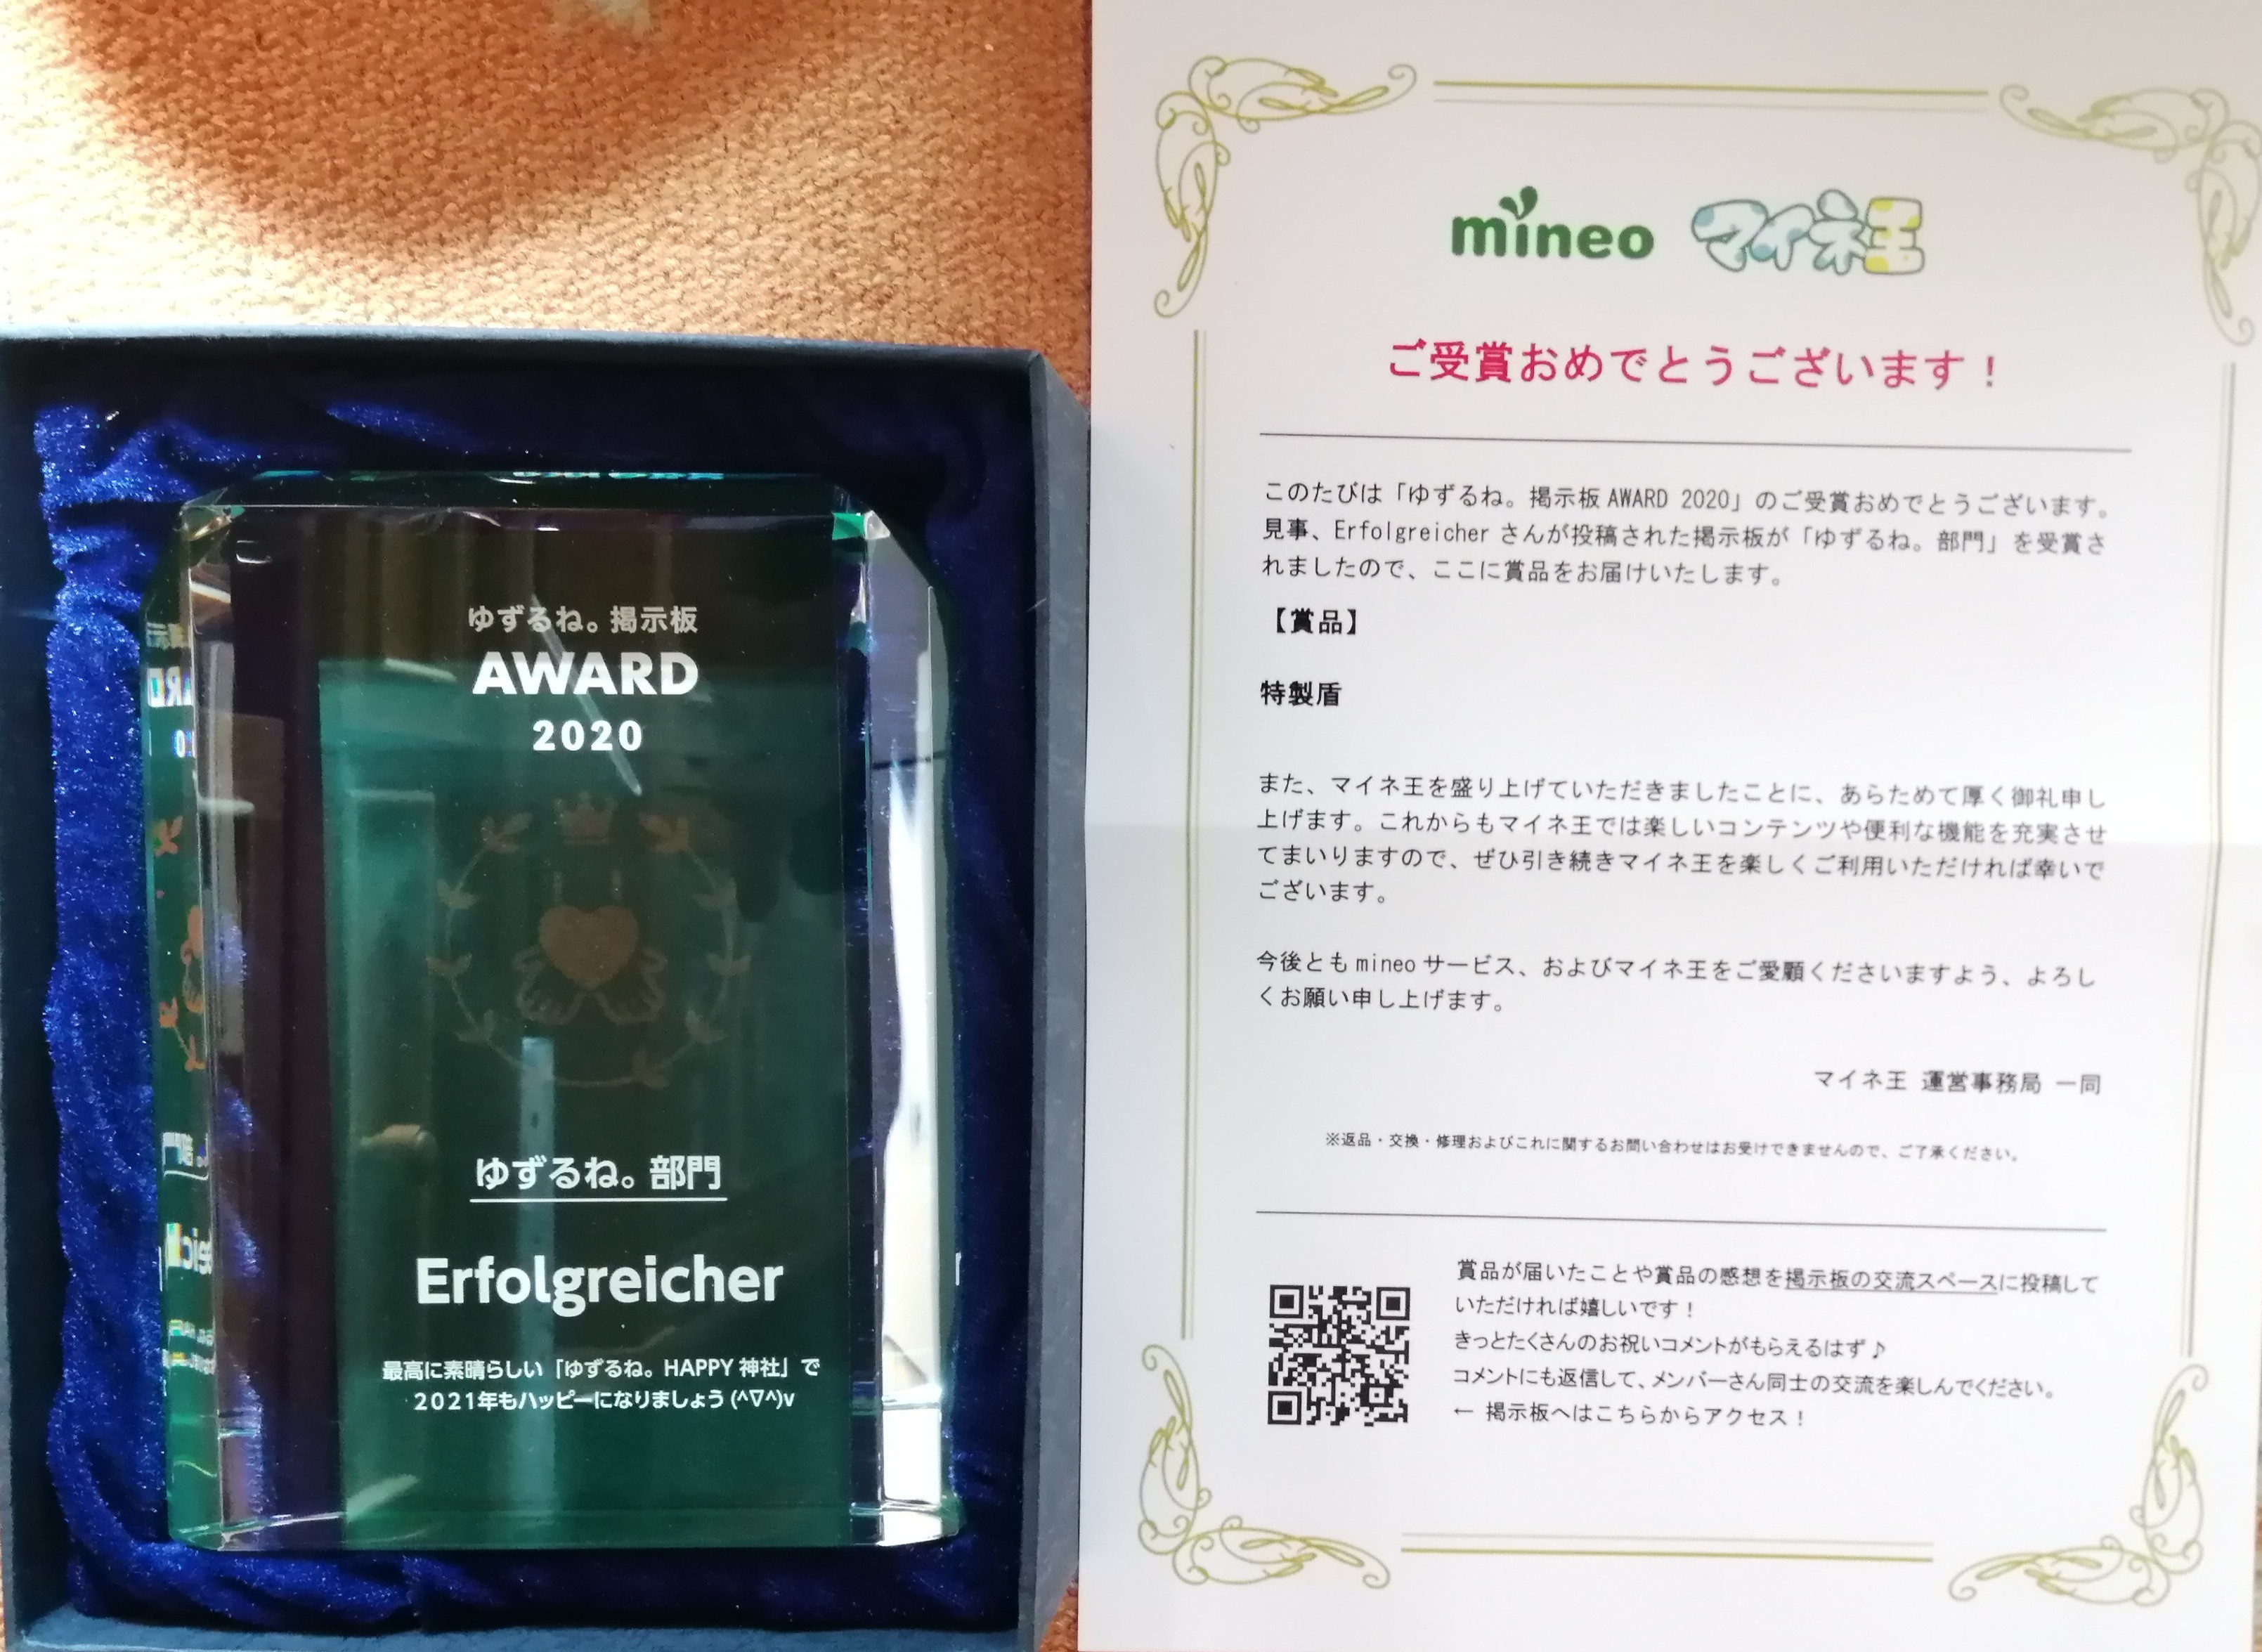 ゆずるね。掲示板
AWARD
2020
ゆずるね。部門
Erfolgreicher
最高に素晴らしい「ゆずるね。HAPPY 神社」で
2021年もハッピーになりましょう(^∇^)v
mineo マイネ王
ご受賞おめでとうございます！
このたびは「ゆずるね。掲示板 AWARD 2020」のご受賞おめでとうございます。
見事、Erfolgreicher さんが投稿された掲示板が「ゆずるね。部門」を受賞さ
れましたので、ここに賞品をお届けいたします。
【賞品】
特製盾
また、マイネ王を盛り上げていただきましたことに、あらためて厚く御礼申し
上げます。これからもマイネ王では楽しいコンテンツや便利な機能を充実させ
てまいりますので、ぜひ引き続きマイネ王を楽しくご利用いただければ幸いで
ございます。
今後とも mineo サービス、およびマイネ王をご愛顧くださいますよう、よろし
くお願い申し上げます。
マイネ王 運営事務局 一同
※返品・交換・修理およびこれに関するお問い合わせはお受けできませんので、ご了承ください。
賞品が届いたことや賞品の感想を掲示板の交流スペースに投稿して
いただければ嬉しいです！
きっとたくさんのお祝いコメントがもらえるはず♪
コメントにも返信して、メンバーさん同士の交流を楽しんでください。
← 掲示板へはこちらからアクセス！